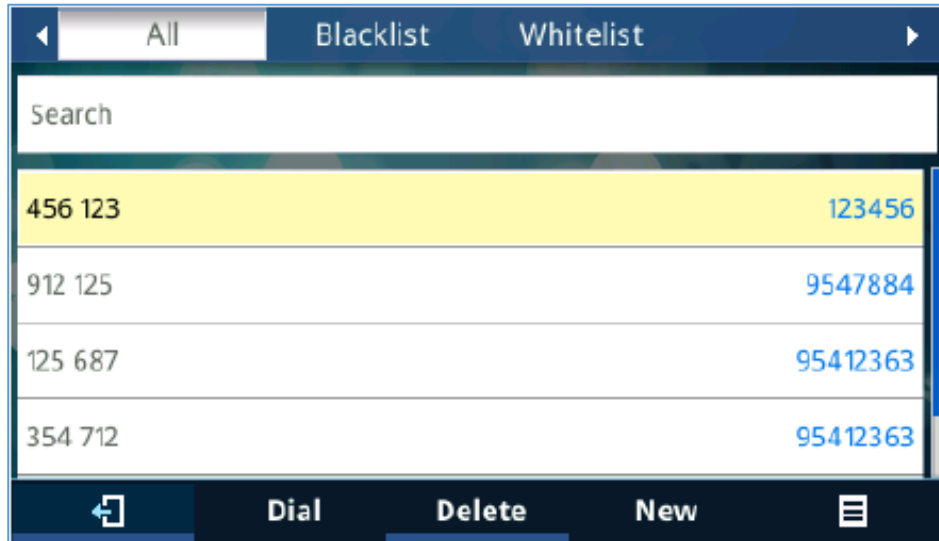 All Blacklist Whitelist
Search
456 123 123456
912 125 9547884
125 687 95412363
354 712 95412363
Dial Delete New